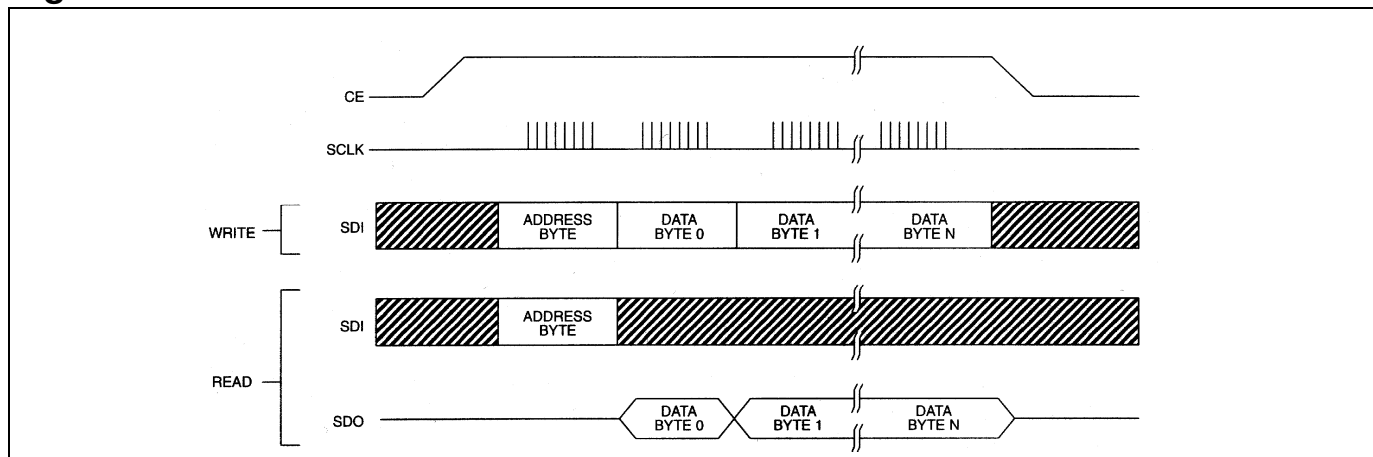 CE
SCLK
WRITE
SDI
ADDRESS
BYTE
DATA
BYTE 0
DATA
BYTE 1
DATA
BYTE N
READ
SDI
ADDRESS
BYTE
SDO
DATA
BYTE 0
DATA
BYTE 1
DATA
BYTE N